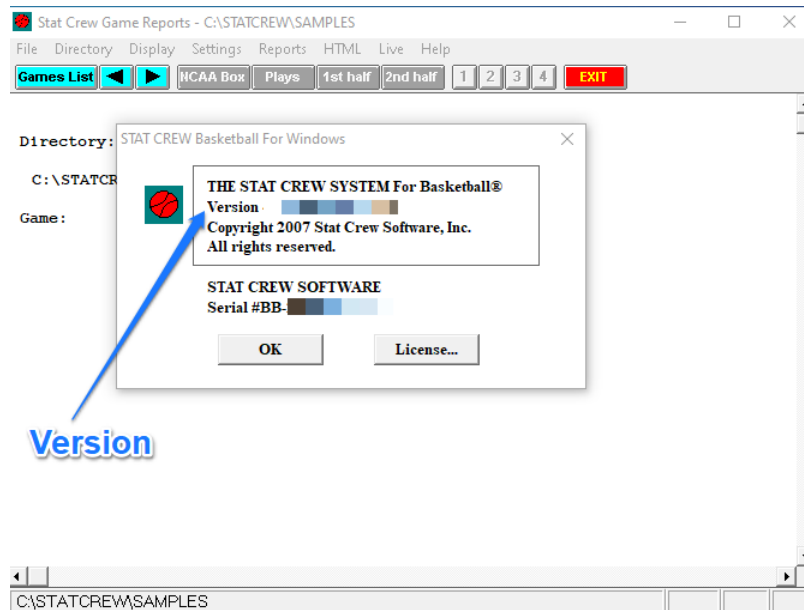 Stat Crew Game Reports - C:\STATCREW\SAMPLES
File Directory Display Settings Reports HTML Live Help
Games List NCAA Box Plays 1st half 2nd half 1 2 3 4 EXIT
Directory:
C:\STATCR
Game:
STAT CREW Basketball For Windows
THE STAT CREW SYSTEM For Basketball®
Version
Copyright 2007 Stat Crew Software, Inc.
All rights reserved.
STAT CREW SOFTWARE
Serial #BB-
OK License...
Version
C:\STATCREW\SAMPLES